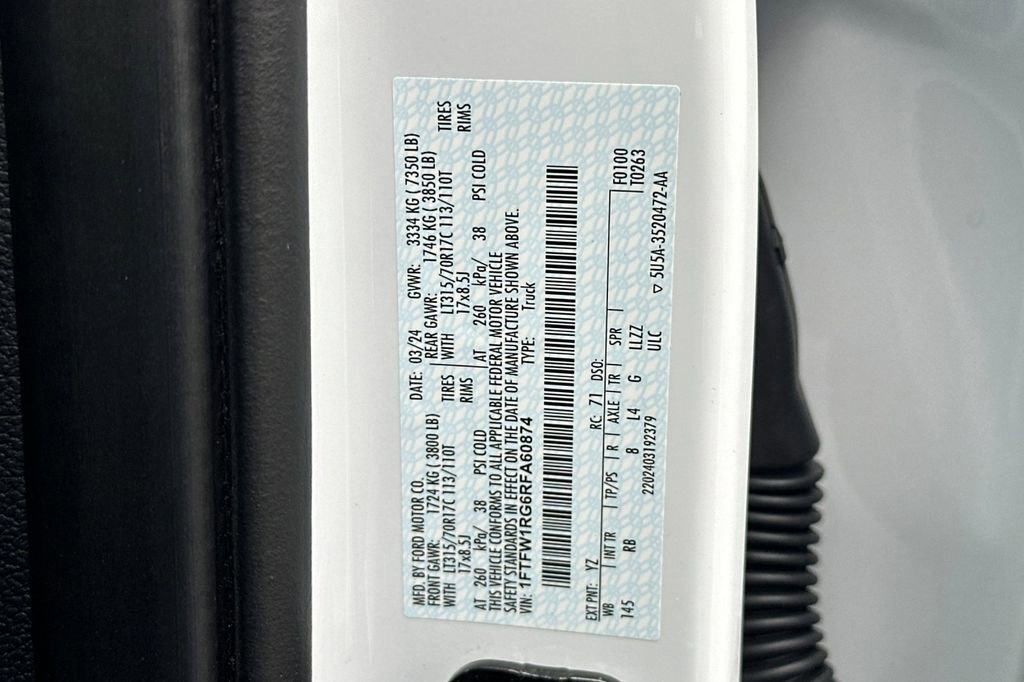 MFD. BY FORD MOTOR CO.
DATE: 03/24 GVWR: 3334 KG ( 7350 LB)
FRONT GAWR: 1724 KG ( 3800 LB) REAR GAWR: 1746 KG ( 3850 LB)
WITH LT315/70R17C 113/110T TIRES WITH LT315/70R17C 113/110T TIRES
17x8.5J RIMS 17x8.5J RIMS
AT 260 kPa/ 38 PSI COLD AT 260 kPa/ 38 PSI COLD
THIS VEHICLE CONFORMS TO ALL APPLICABLE FEDERAL MOTOR VEHICLE
SAFETY STANDARDS IN EFFECT ON THE DATE OF MANUFACTURE SHOWN ABOVE.
VIN: 1FTFW1RG6RFA60874 TYPE: Truck
EXT PNT: YZ RC: 71 DSO: F0100
WB INT TR TP/PS R AXLE TR SPR T0263
145 RB 8 L4 G LLZZ
2202403192379 ULC ▽ 5U5A-3520472-AA